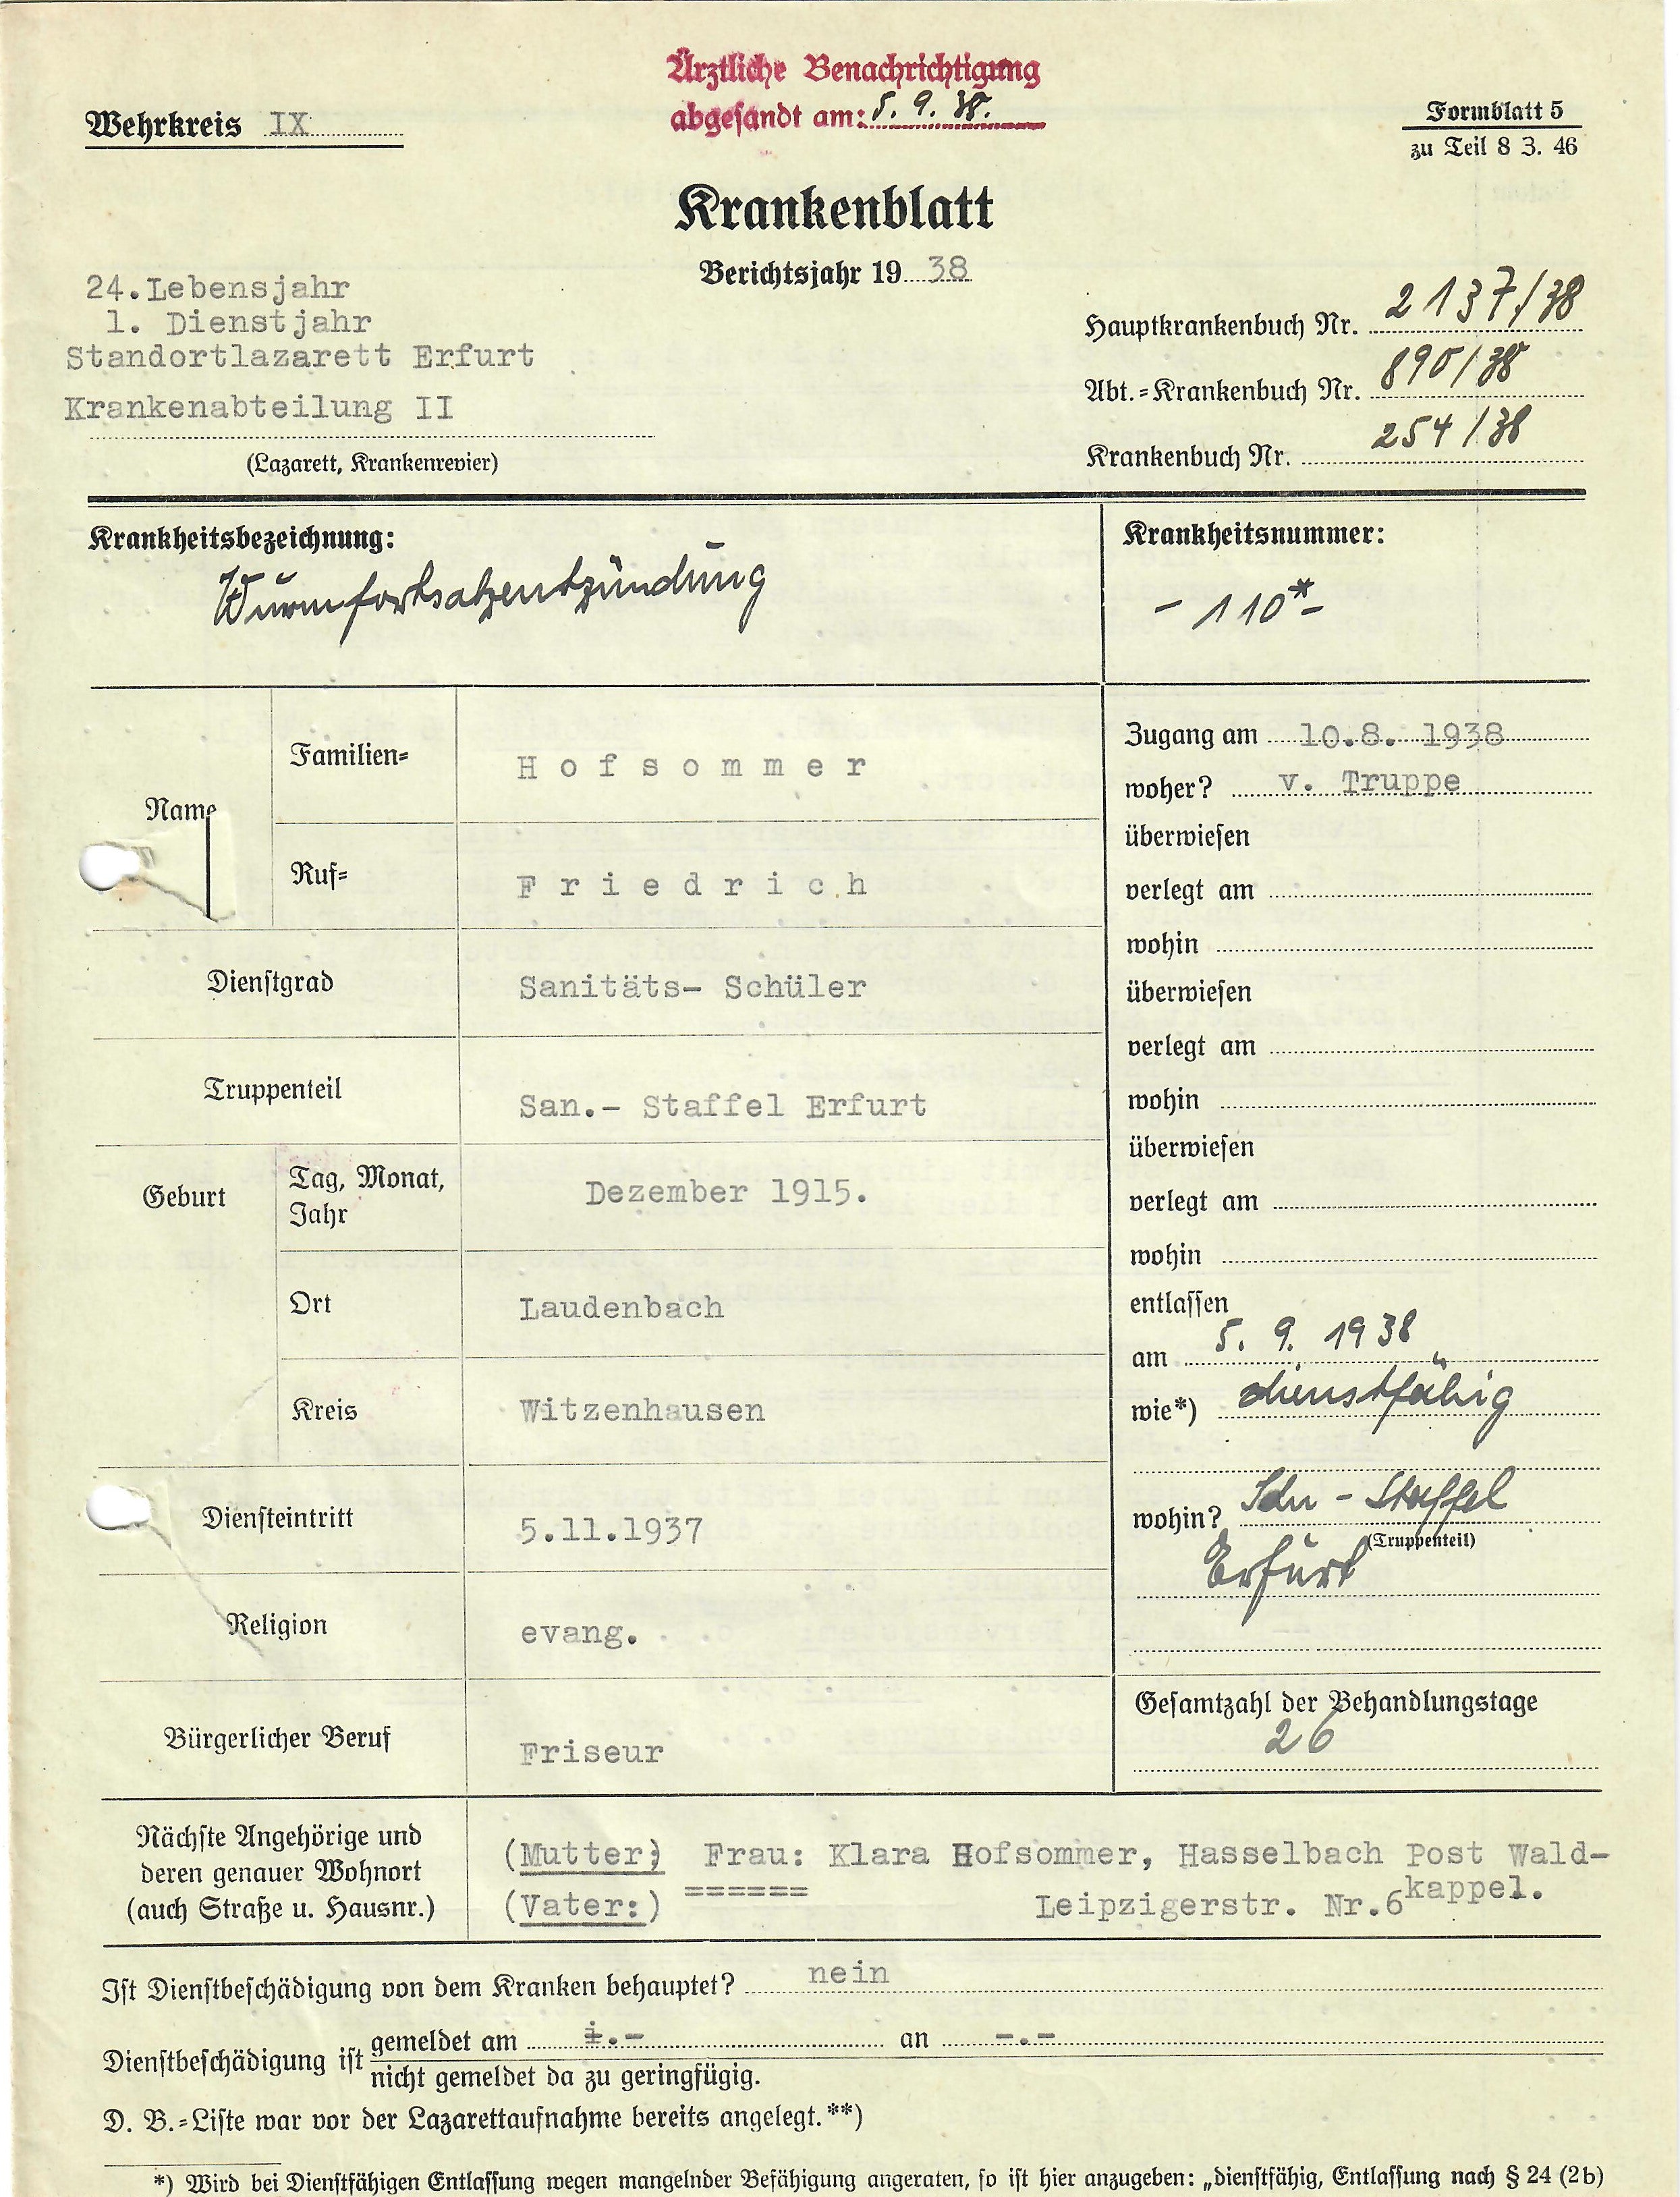 Ärztliche Benachrichtigung
abgesandt am: 5. 9. 38.
Wehrkreis IX
Formblatt 5
zu Teil 8 3. 46
Krankenblatt
Berichtsjahr 19 38
24.Lebensjahr
1. Dienstjahr
Standortlazarett Erfurt
Krankenabteilung II
(Lazarett, Krankenrevier)
Hauptkrankenbuch Nr. 2137/38
Abt.=Krankenbuch Nr. 890/38
Krankenbuch Nr. 254/38
Krankheitsbezeichnung:
Wurmfortsatzentzündung
Krankheitsnummer:
- 110*-
Name
Familien=
H o f s o m m e r
Ruf=
F r i e d r i c h
Dienstgrad
Sanitäts- Schüler
Truppenteil
San.- Staffel Erfurt
Geburt
Tag, Monat,
Jahr
Dezember 1915.
Ort
Laudenbach
Kreis
Witzenhausen
Diensteintritt
5.11.1937
Religion
evang.
Bürgerlicher Beruf
Friseur
Zugang am 10.8. 1938
woher? v. Truppe
überwiesen
verlegt am
wohin
überwiesen
verlegt am
wohin
überwiesen
verlegt am
wohin
entlassen
am 5. 9. 1938
wie*) dienstfähig
wohin? San - Staffel
(Truppenteil)
Erfurt
Gesamtzahl der Behandlungstage
26
Nächste Angehörige und
deren genauer Wohnort
(auch Straße u. Hausnr.)
(Mutter;) Frau: Klara Hofsommer, Hasselbach Post Wald-
kappel.
(Vater:) ====== Leipzigerstr. Nr.6
Ist Dienstbeschädigung von dem Kranken behauptet? nein
Dienstbeschädigung ist gemeldet am -.- an -.-
nicht gemeldet da zu geringfügig.
D. B.=Liste war vor der Lazarettaufnahme bereits angelegt.**)
*) Wird bei Dienstfähigen Entlassung wegen mangelnder Befähigung angeraten, so ist hier anzugeben: „dienstfähig, Entlassung nach § 24 (2b)